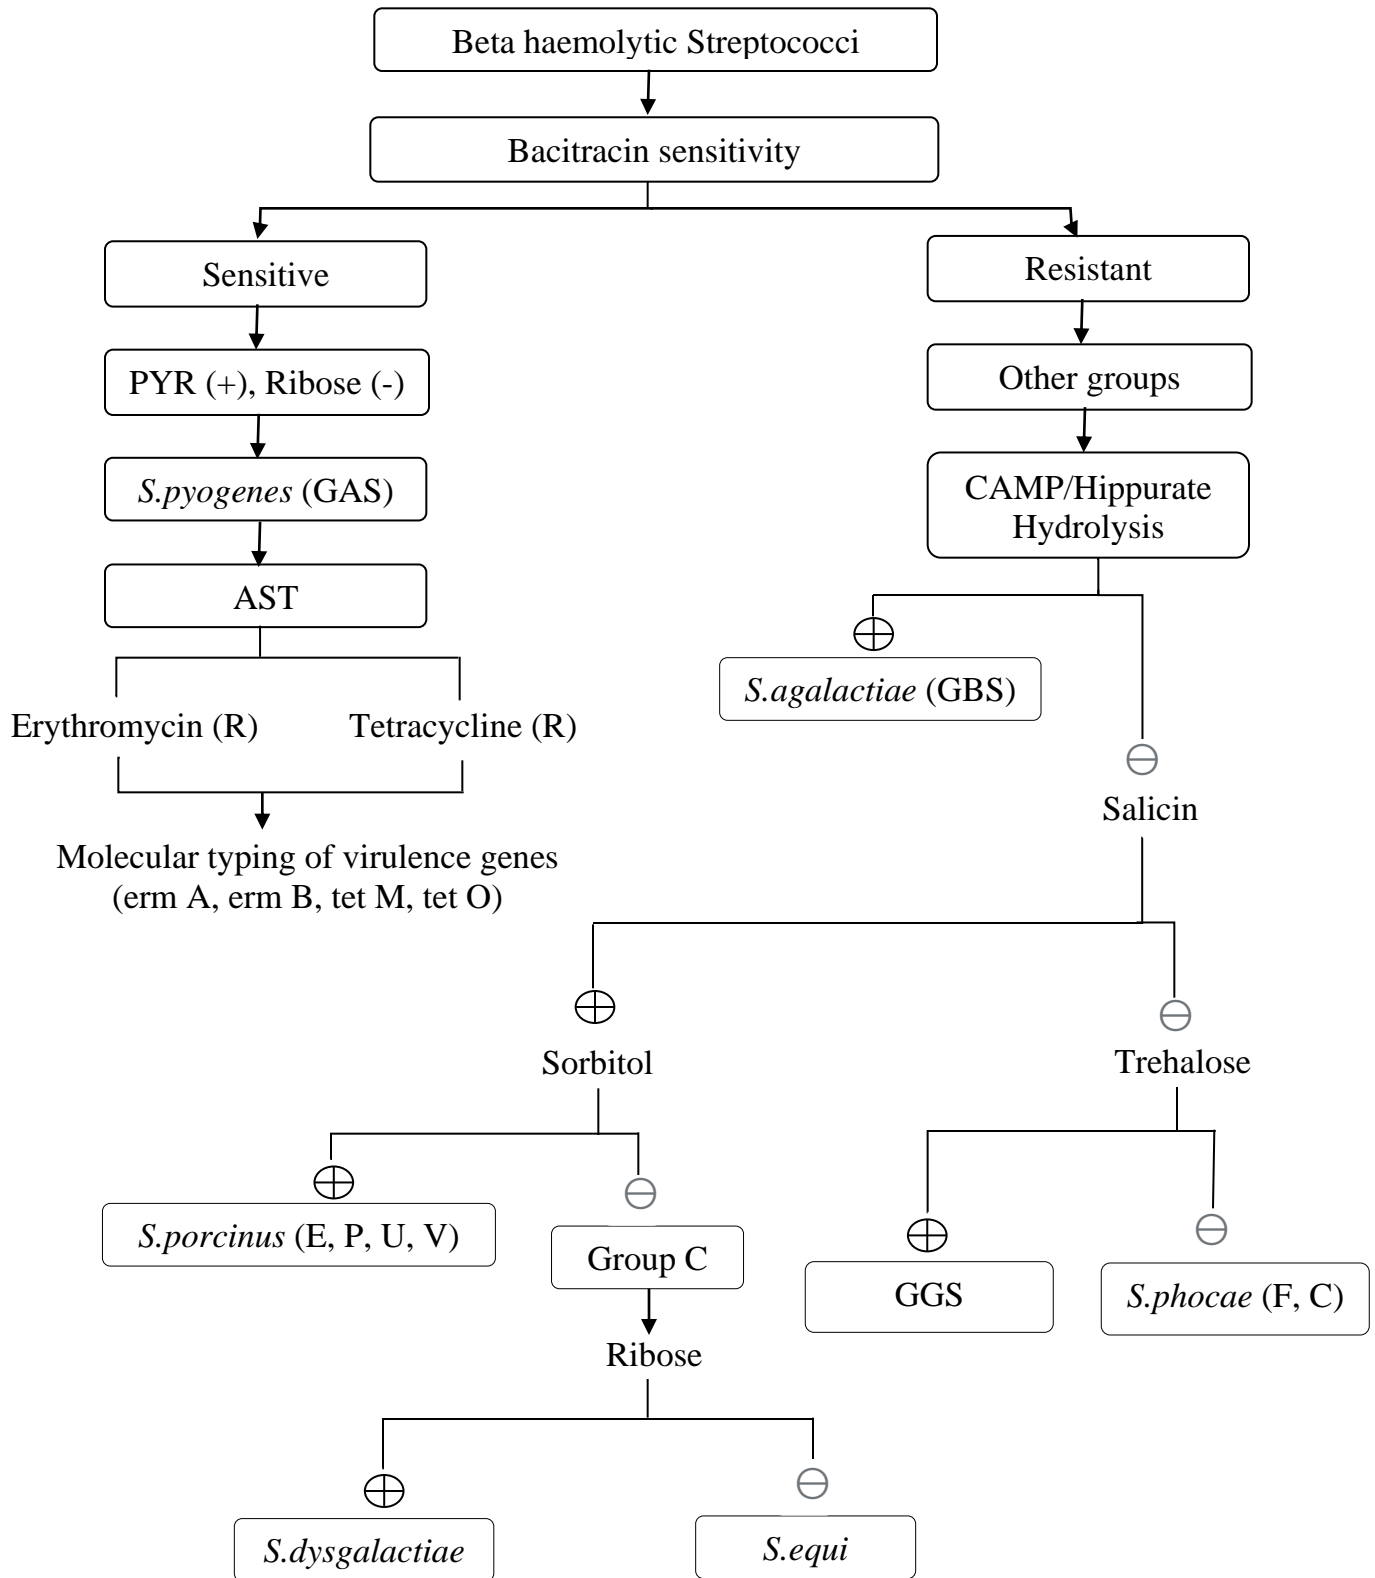 Beta haemolytic Streptococci
Bacitracin sensitivity
Sensitive
Resistant
PYR (+), Ribose (-)
Other groups
S.pyogenes (GAS)
CAMP/Hippurate
Hydrolysis
AST
S.agalactiae (GBS)
Erythromycin (R)
Tetracycline (R)
Salicin
Molecular typing of virulence genes
(erm A, erm B, tet M, tet O)
Sorbitol
Trehalose
S.porcinus (E, P, U, V)
Group C
GGS
S.phocae (F, C)
Ribose
S.dysgalactiae
S.equi